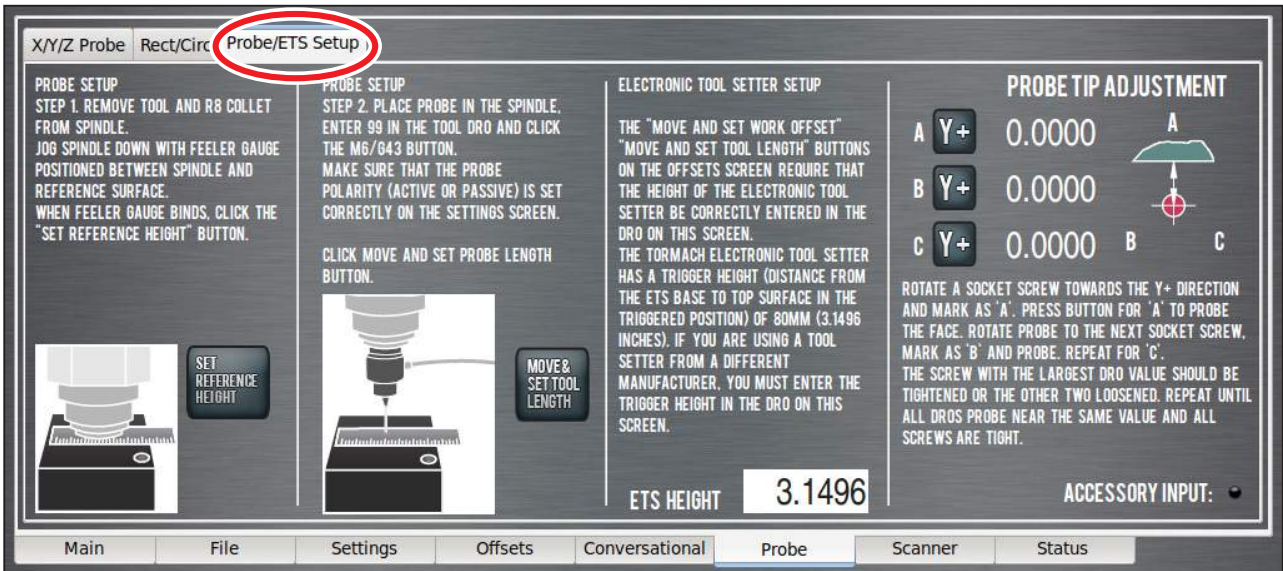 X/Y/Z Probe
Rect/Circ
Probe/ETS Setup
PROBE SETUP
STEP 1. REMOVE TOOL AND R8 COLLET
FROM SPINDLE.
JOG SPINDLE DOWN WITH FEELER GAUGE
POSITIONED BETWEEN SPINDLE AND
REFERENCE SURFACE.
WHEN FEELER GAUGE BINDS, CLICK THE
"SET REFERENCE HEIGHT" BUTTON.
SET
REFERENCE
HEIGHT
PROBE SETUP
STEP 2. PLACE PROBE IN THE SPINDLE,
ENTER 99 IN THE TOOL DRO AND CLICK
THE M6/G43 BUTTON.
MAKE SURE THAT THE PROBE
POLARITY (ACTIVE OR PASSIVE) IS SET
CORRECTLY ON THE SETTINGS SCREEN.
CLICK MOVE AND SET PROBE LENGTH
BUTTON.
MOVE &
SET TOOL
LENGTH
ELECTRONIC TOOL SETTER SETUP
THE "MOVE AND SET WORK OFFSET"
"MOVE AND SET TOOL LENGTH" BUTTONS
ON THE OFFSETS SCREEN REQUIRE THAT
THE HEIGHT OF THE ELECTRONIC TOOL
SETTER BE CORRECTLY ENTERED IN THE
DRO ON THIS SCREEN.
THE TORMACH ELECTRONIC TOOL SETTER
HAS A TRIGGER HEIGHT (DISTANCE FROM
THE ETS BASE TO TOP SURFACE IN THE
TRIGGERED POSITION) OF 80MM (3.1496
INCHES). IF YOU ARE USING A TOOL
SETTER FROM A DIFFERENT
MANUFACTURER, YOU MUST ENTER THE
TRIGGER HEIGHT IN THE DRO ON THIS
SCREEN.
ETS HEIGHT 3.1496
PROBE TIP ADJUSTMENT
A Y+ 0.0000
B Y+ 0.0000
C Y+ 0.0000
A
B C
ROTATE A SOCKET SCREW TOWARDS THE Y+ DIRECTION
AND MARK AS 'A'. PRESS BUTTON FOR 'A' TO PROBE
THE FACE. ROTATE PROBE TO THE NEXT SOCKET SCREW,
MARK AS 'B' AND PROBE. REPEAT FOR 'C'.
THE SCREW WITH THE LARGEST DRO VALUE SHOULD BE
TIGHTENED OR THE OTHER TWO LOOSENED. REPEAT UNTIL
ALL DROS PROBE NEAR THE SAME VALUE AND ALL
SCREWS ARE TIGHT.
ACCESSORY INPUT:
Main
File
Settings
Offsets
Conversational
Probe
Scanner
Status